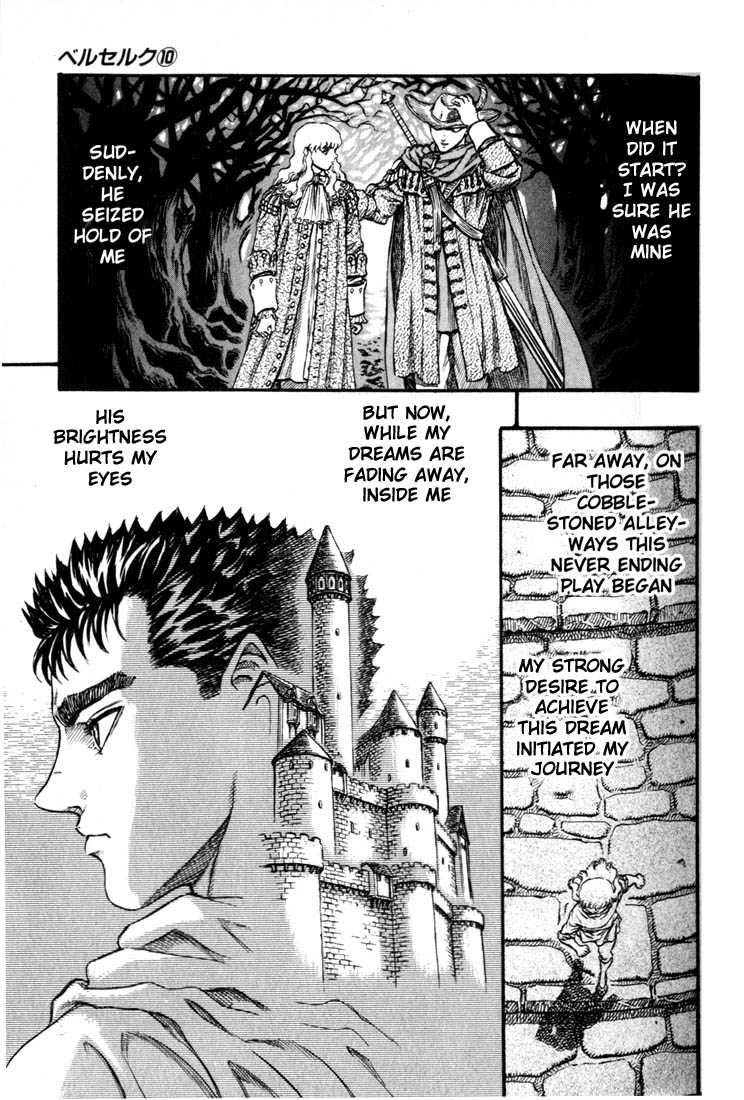 ベルセルク⑩
WHEN
DID IT
START?
I WAS
SURE HE
WAS
MINE
SUD-
DENLY,
HE
SEIZED
HOLD OF
ME
FAR AWAY, ON
THOSE
COBBLE-
STONED ALLEY-
WAYS THIS
NEVER ENDING
PLAY BEGAN
MY STRONG
DESIRE TO
ACHIEVE
THIS DREAM
INITIATED MY
JOURNEY
BUT NOW,
WHILE MY
DREAMS ARE
FADING AWAY,
INSIDE ME
HIS
BRIGHTNESS
HURTS MY
EYES